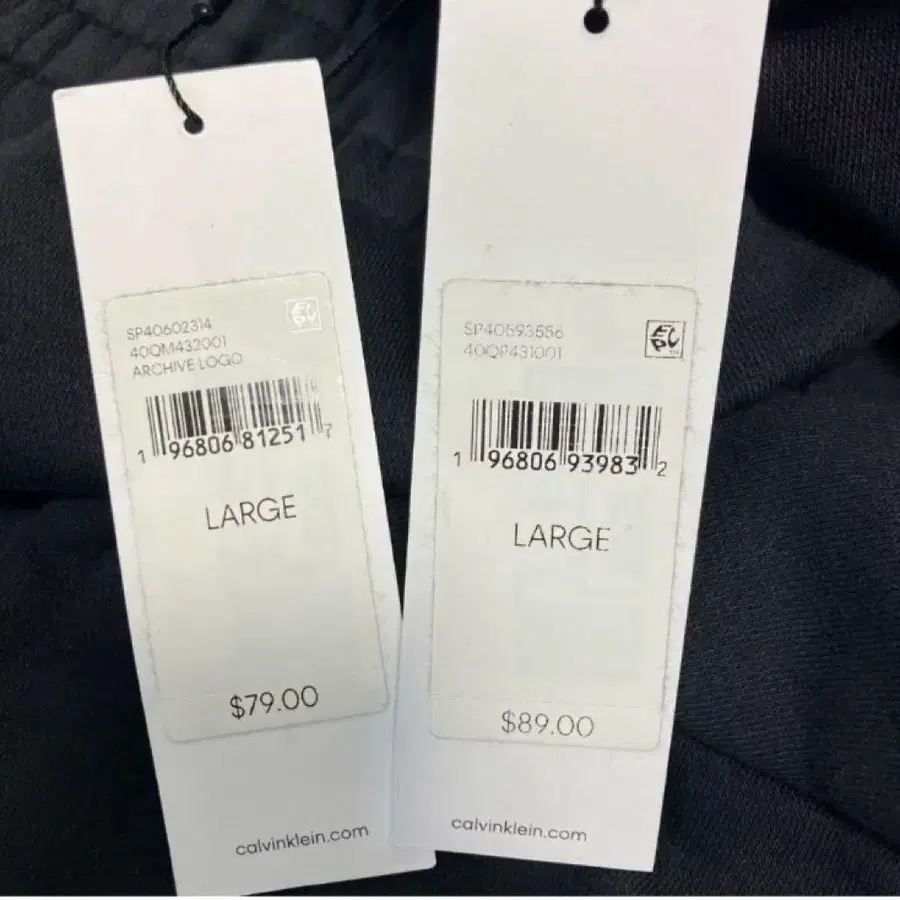 SP40602314
40QM432001
ARCHIVE LOGO
1 96806 81251 7
LARGE
$79.00
calvinklein.com
SP40593556
40QP431001
1 96806 93983 2
LARGE
$89.00
calvinklein.com